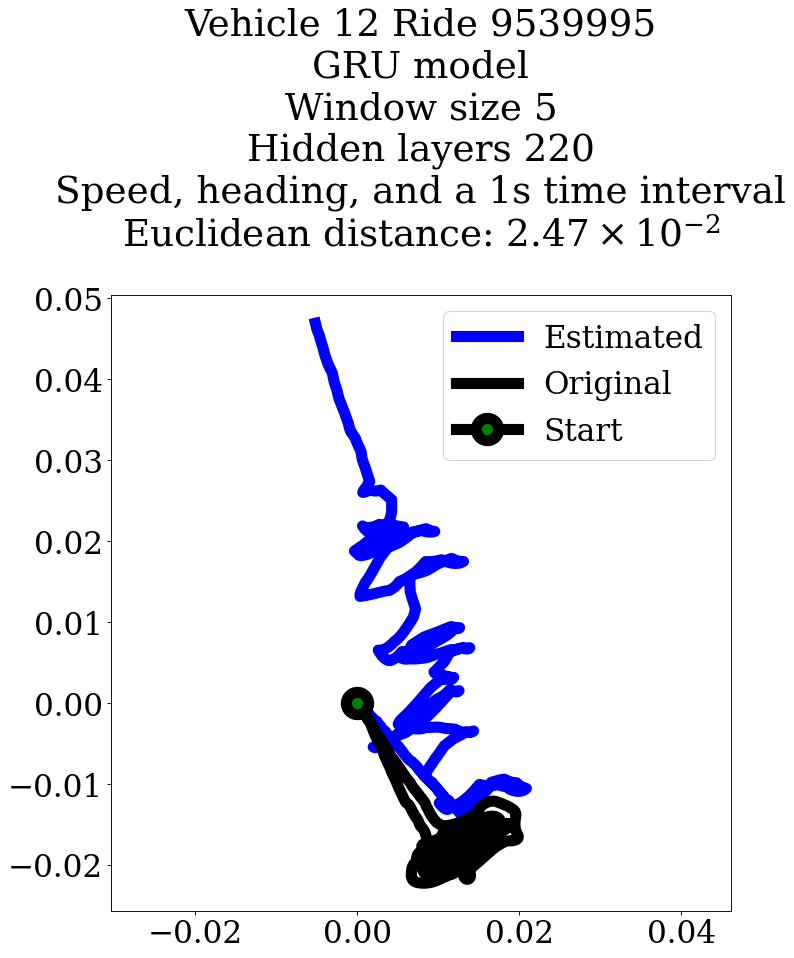 Vehicle 12 Ride 9539995
GRU model
Window size 5
Hidden layers 220
Speed, heading, and a 1s time interval
Euclidean distance: 2.47 × 10⁻²
0.05
0.04
0.03
0.02
0.01
0.00
−0.01
−0.02
Estimated
Original
Start
−0.02 0.00 0.02 0.04